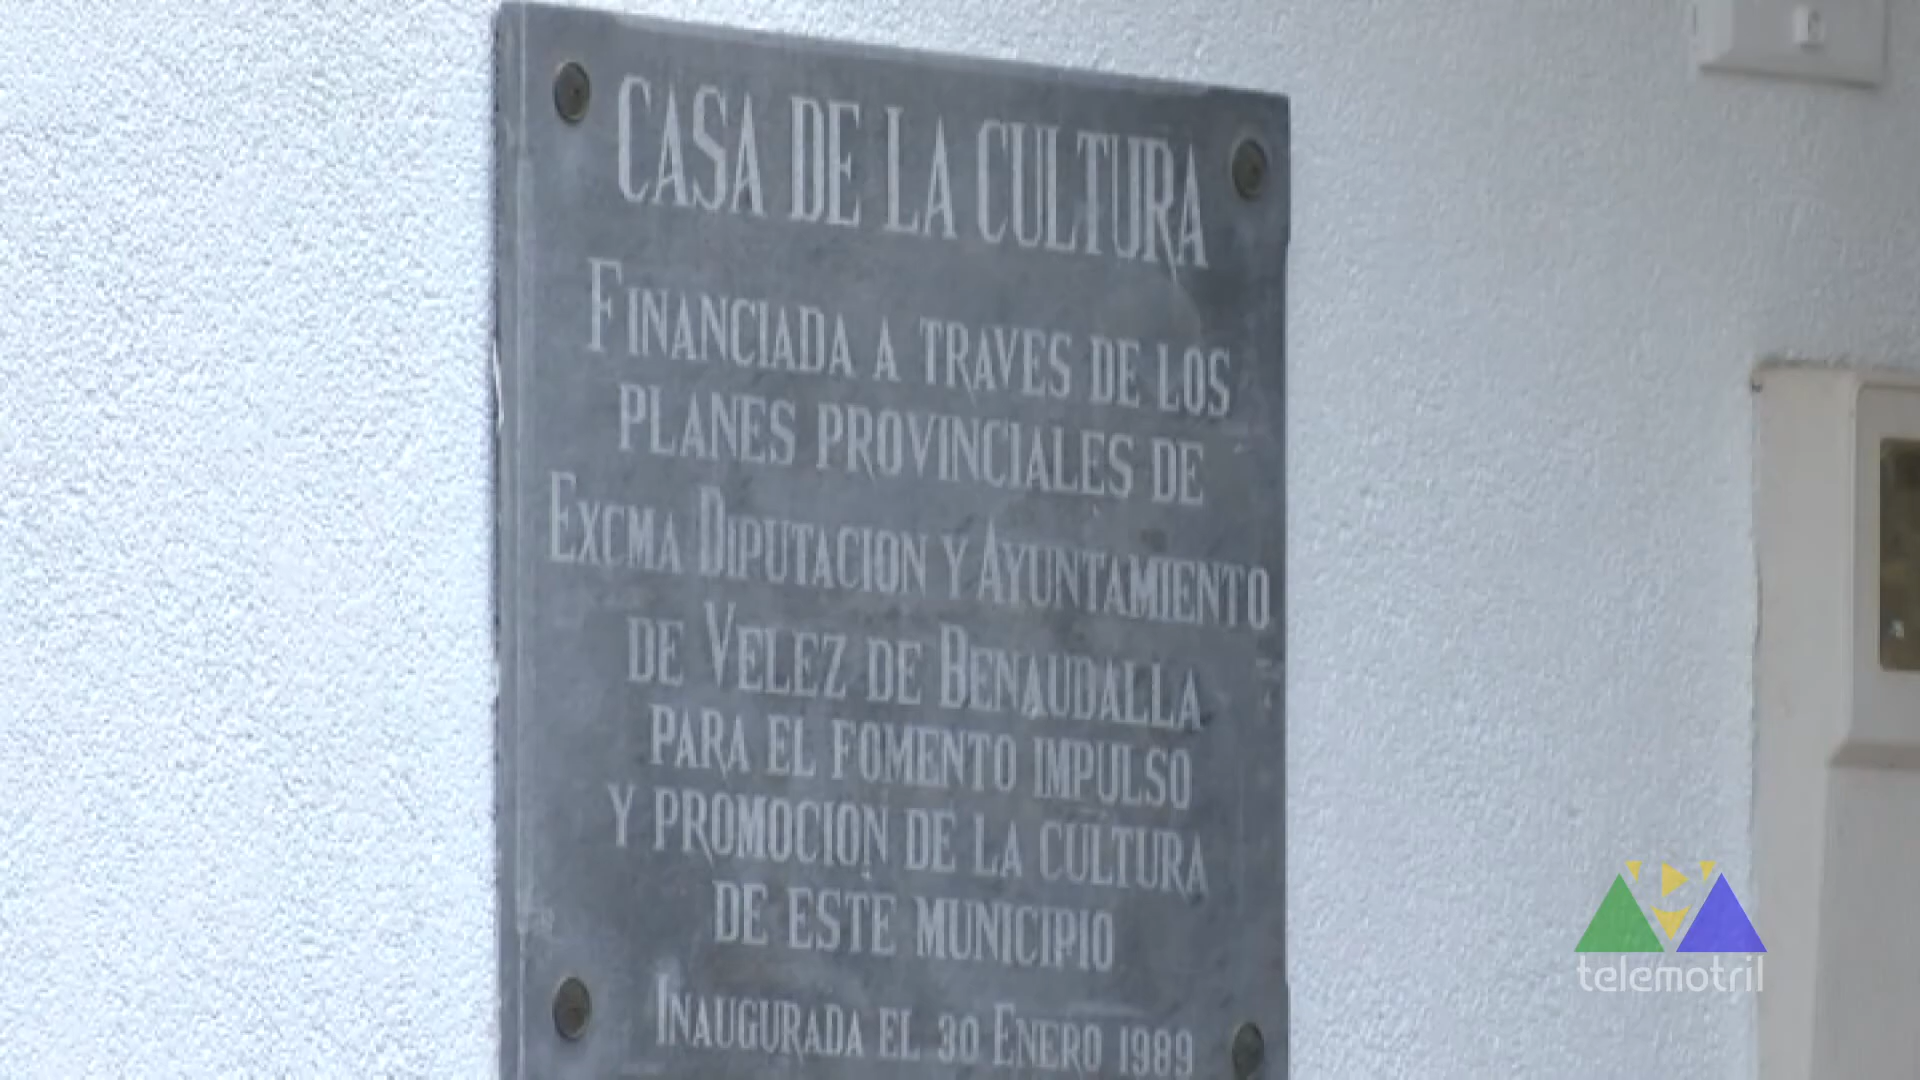 CASA DE LA CULTURA
FINANCIADA A TRAVES DE LOS
PLANES PROVINCIALES DE
EXCMA DIPUTACION Y AYUNTAMIENTO
DE VELEZ DE BENAUDALLA
PARA EL FOMENTO IMPULSO
Y PROMOCION DE LA CULTURA
DE ESTE MUNICIPIO
INAUGURADA EL 30 ENERO 1989
telemotril